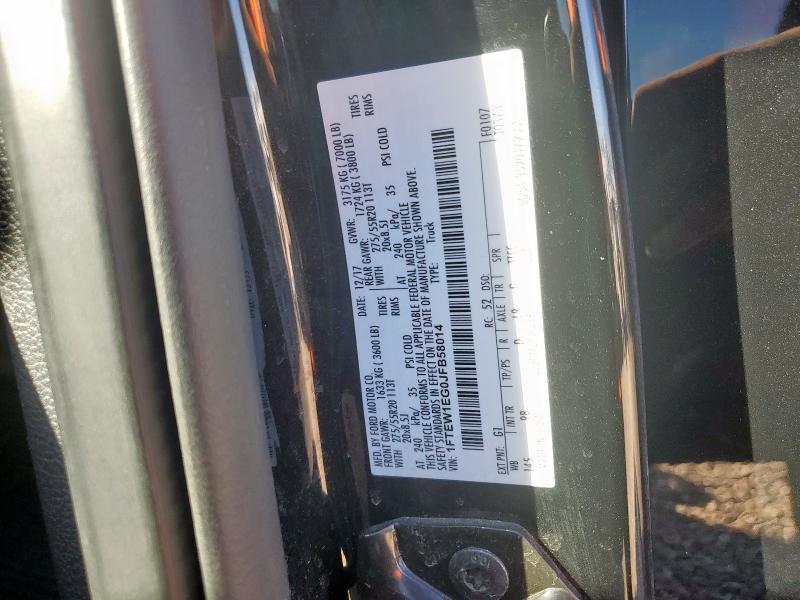 MFD. BY FORD MOTOR CO.
DATE: 12/17 GVWR: 3175 KG ( 7000 LB)
FRONT GAWR: 1633 KG ( 3600 LB) REAR GAWR: 1724 KG ( 3800 LB)
WITH 275/55R20 113T TIRES WITH 275/55R20 113T TIRES
20x8.5J RIMS 20x8.5J RIMS
AT 240 kPa/ 35 PSI COLD AT 240 kPa/ 35 PSI COLD
THIS VEHICLE CONFORMS TO ALL APPLICABLE FEDERAL MOTOR VEHICLE
SAFETY STANDARDS IN EFFECT ON THE DATE OF MANUFACTURE SHOWN ABOVE.
VIN: 1FTEW1EG0JFB58014 TYPE: Truck
F0107
EXT PNT: G1 RC: 52 DSO:
WB INT TR TP/PS R AXLE TR SPR
145 9B